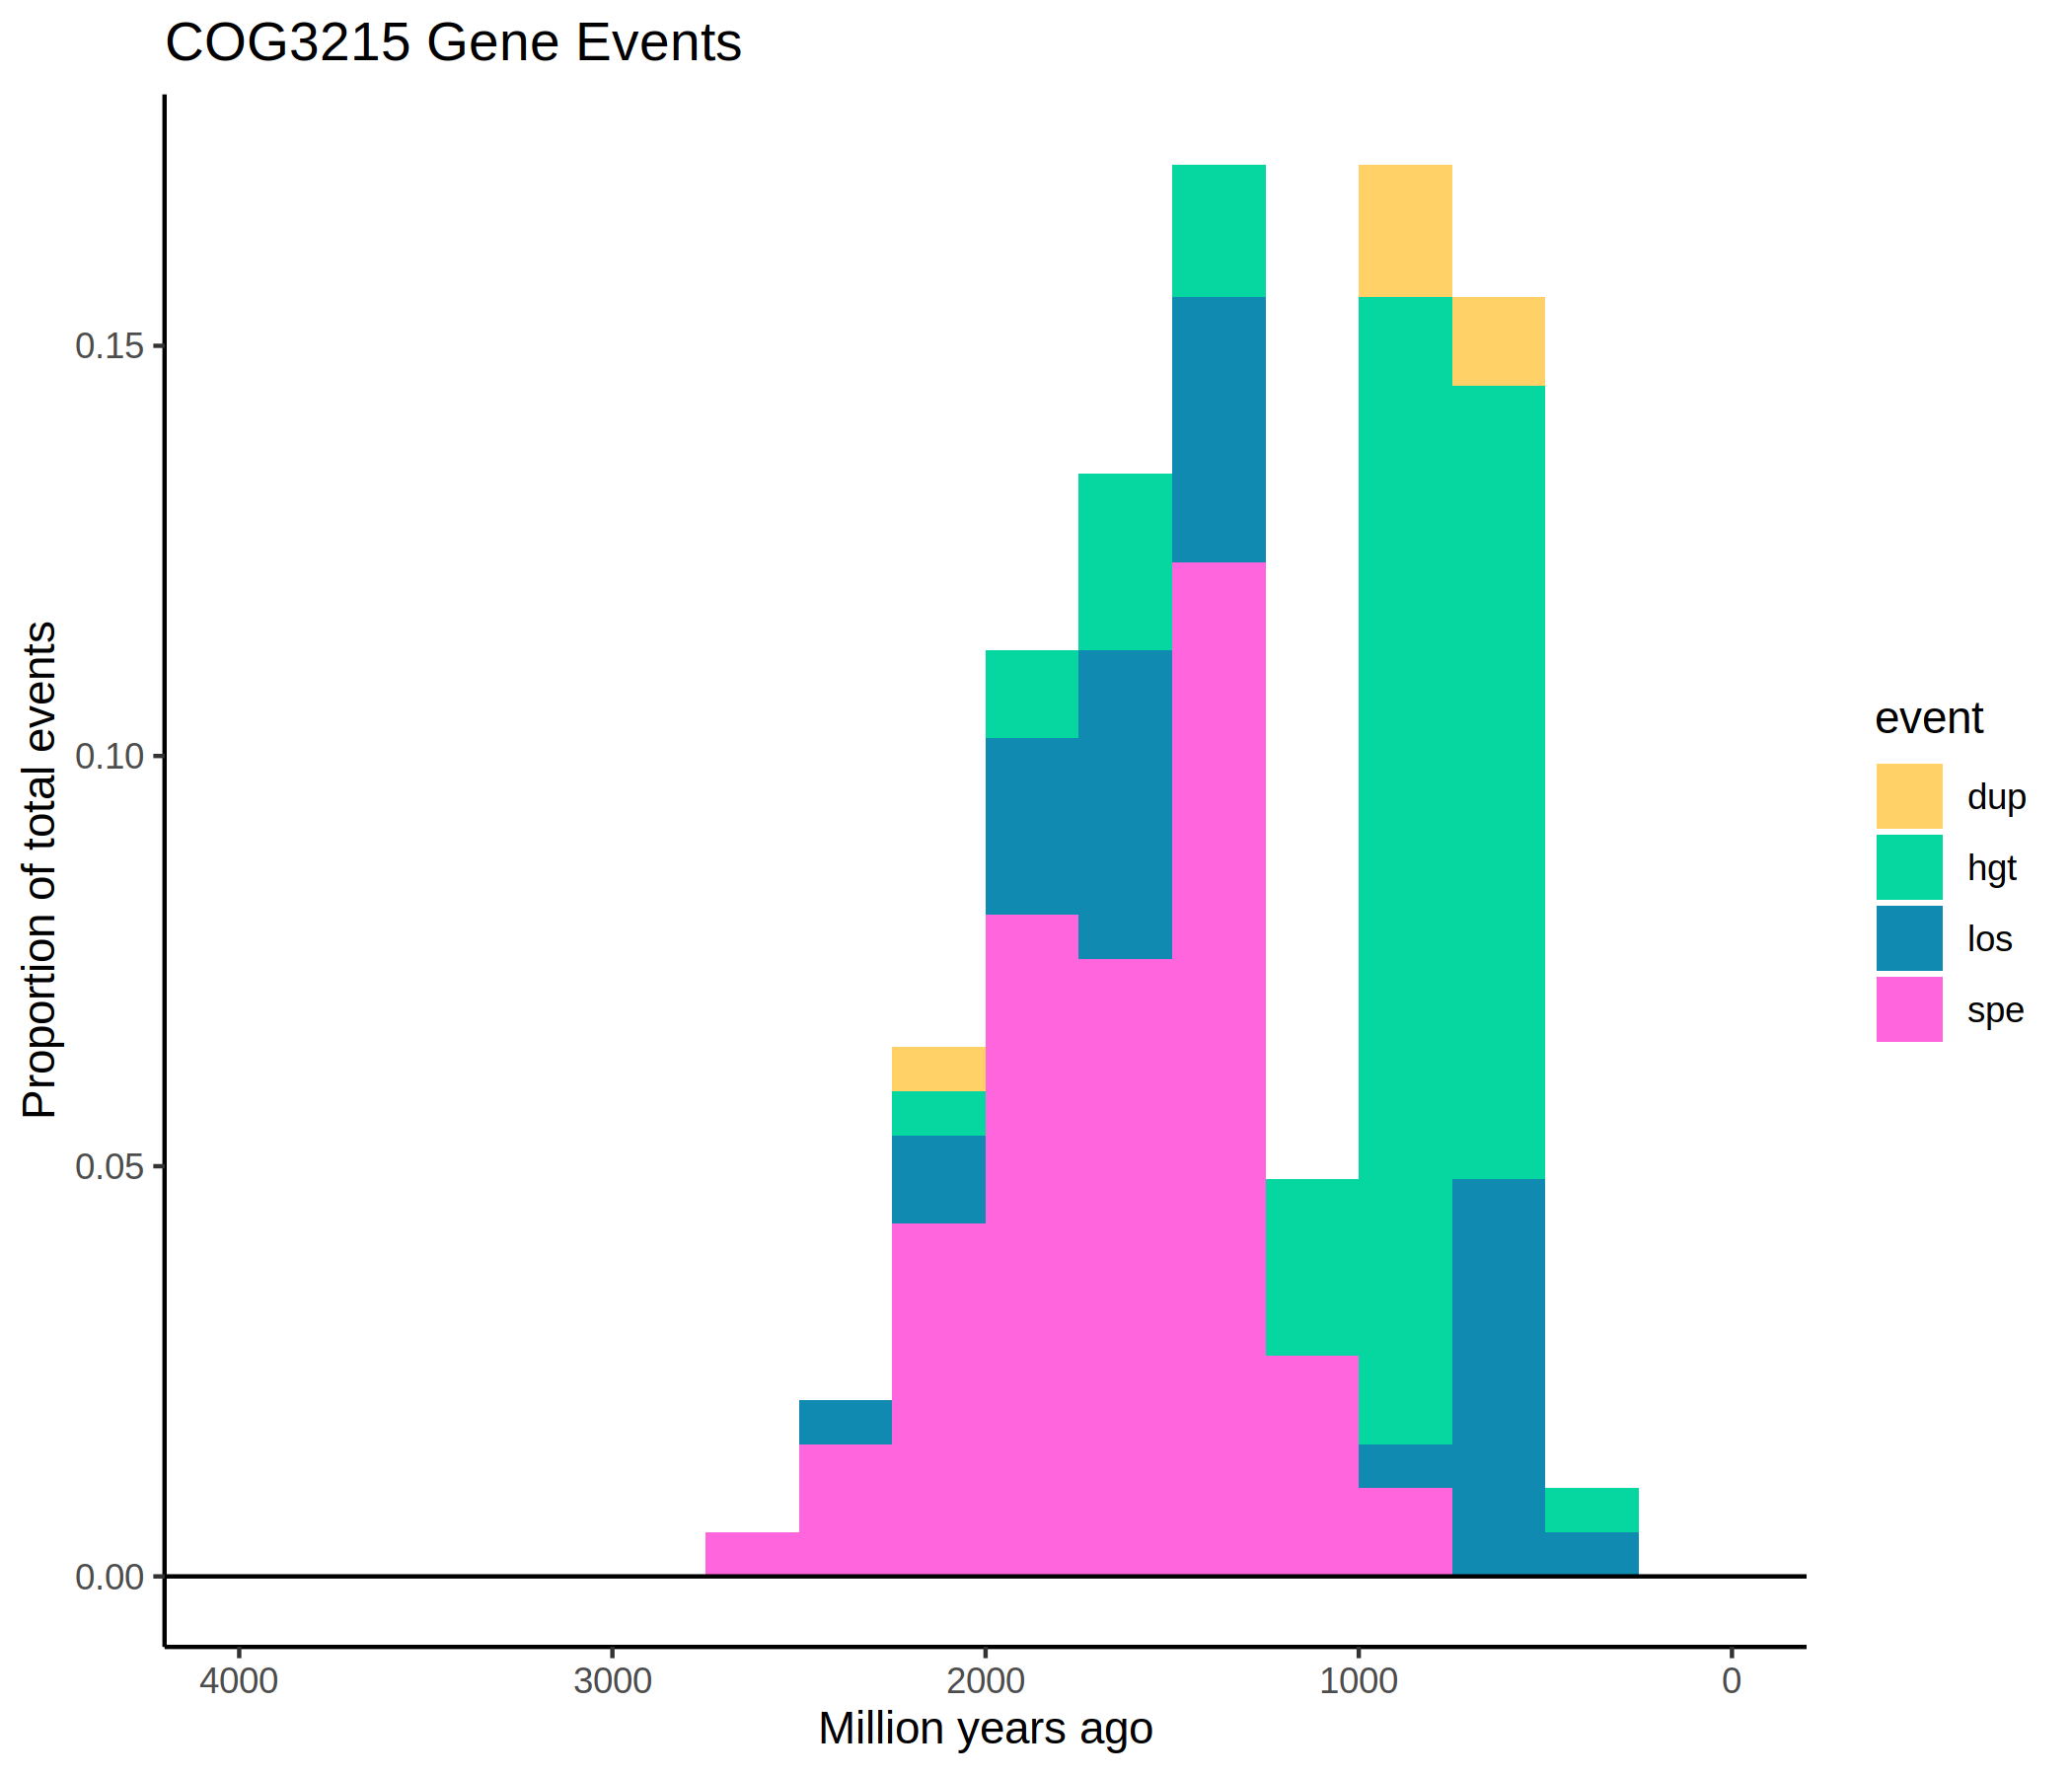 COG3215 Gene Events
Proportion of total events
0.15
0.10
0.05
0.00
4000 3000 2000 1000 0
Million years ago
event
dup
hgt
los
spe